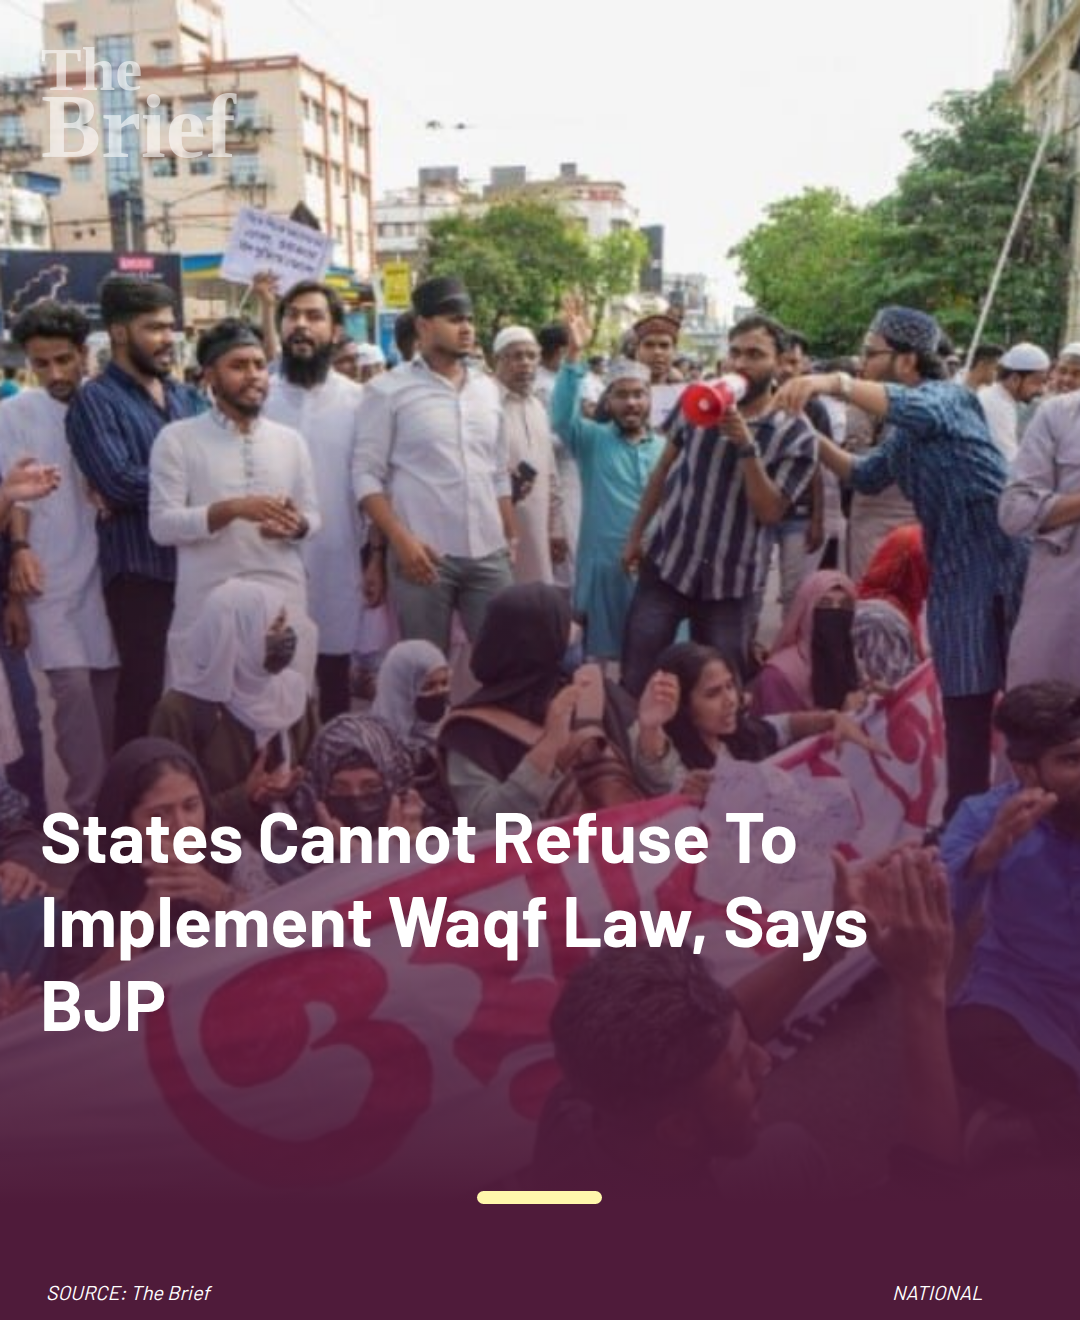 The
Brief
States Cannot Refuse To
Implement Waqf Law, Says
BJP
SOURCE: The Brief
NATIONAL